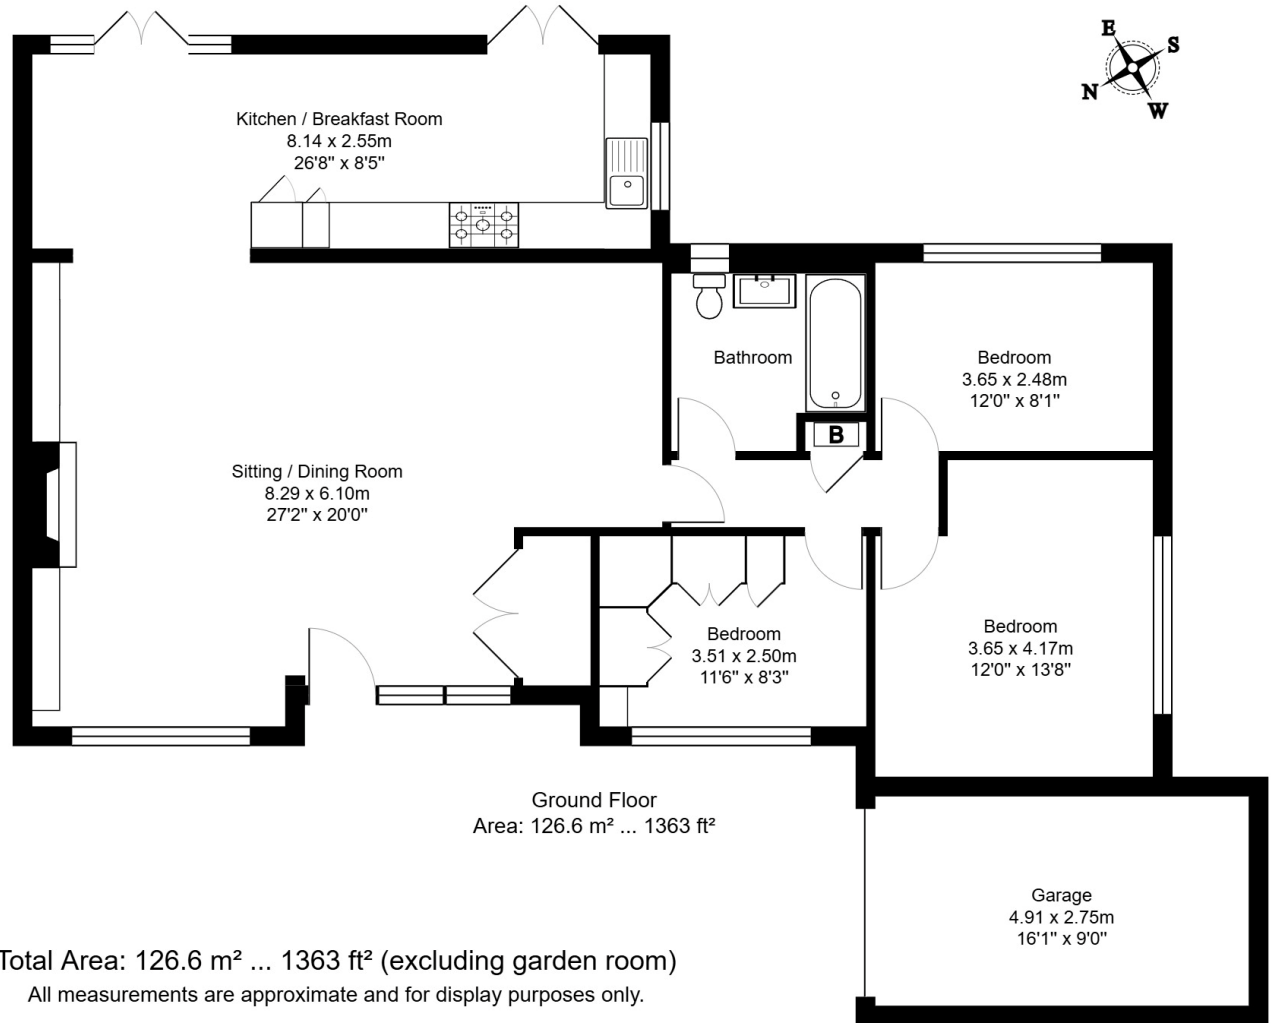 E
S
N
W
Kitchen / Breakfast Room
8.14 x 2.55m
26'8" x 8'5"
Bathroom
Bedroom
3.65 x 2.48m
12'0" x 8'1"
B
Sitting / Dining Room
8.29 x 6.10m
27'2" x 20'0"
Bedroom
3.51 x 2.50m
11'6" x 8'3"
Bedroom
3.65 x 4.17m
12'0" x 13'8"
Ground Floor
Area: 126.6 m² ... 1363 ft²
Garage
4.91 x 2.75m
16'1" x 9'0"
Total Area: 126.6 m² ... 1363 ft² (excluding garden room)
All measurements are approximate and for display purposes only.